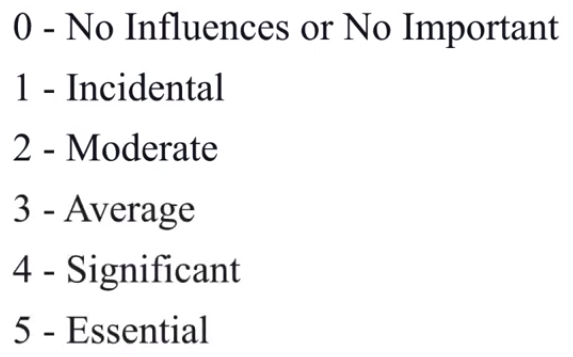 0 - No Influences or No Important
1 - Incidental
2 - Moderate
3 - Average
4 - Significant
5 - Essential